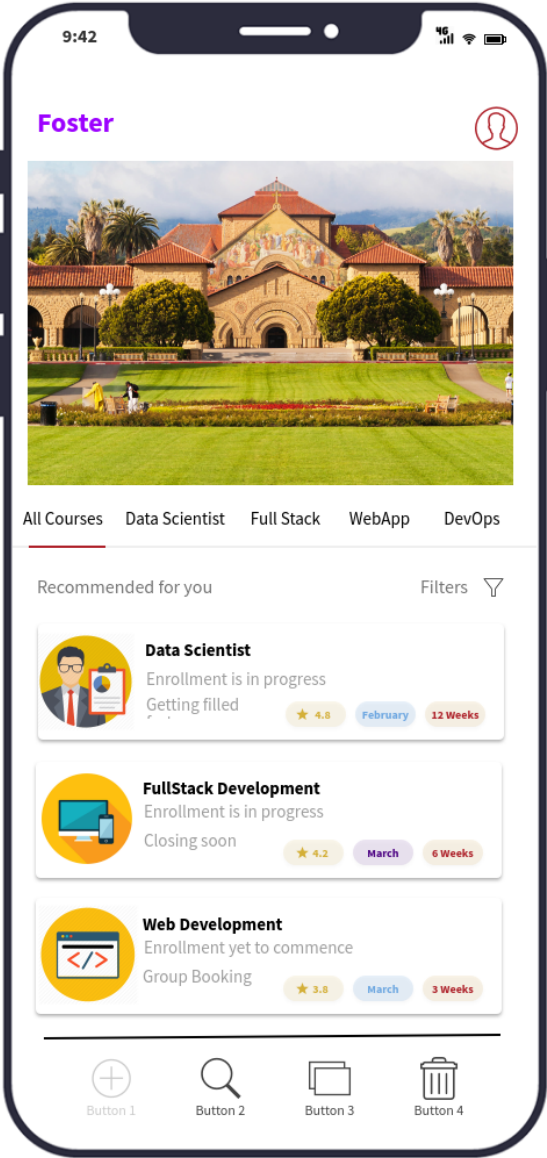 9:42
4G
Foster
All Courses Data Scientist Full Stack WebApp DevOps
Recommended for you Filters
Data Scientist
Enrollment is in progress
Getting filled
4.8 February 12 Weeks
FullStack Development
Enrollment is in progress
Closing soon
4.2 March 6 Weeks
Web Development
Enrollment yet to commence
Group Booking
3.8 March 3 Weeks
Button 1 Button 2 Button 3 Button 4